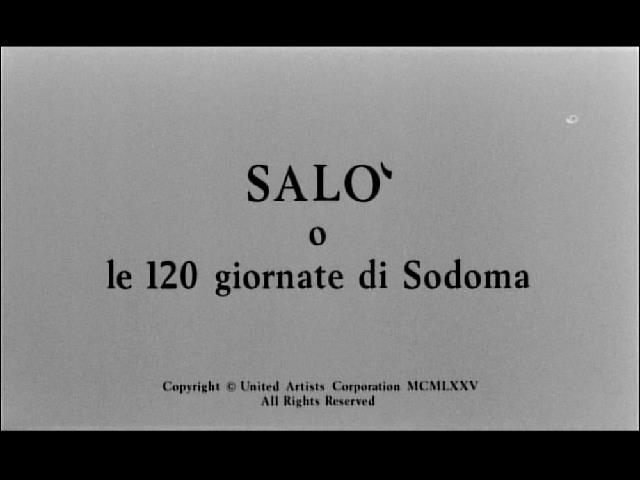 SALO`
o
le 120 giornate di Sodoma
Copyright © United Artists Corporation MCMLXXV
All Rights Reserved